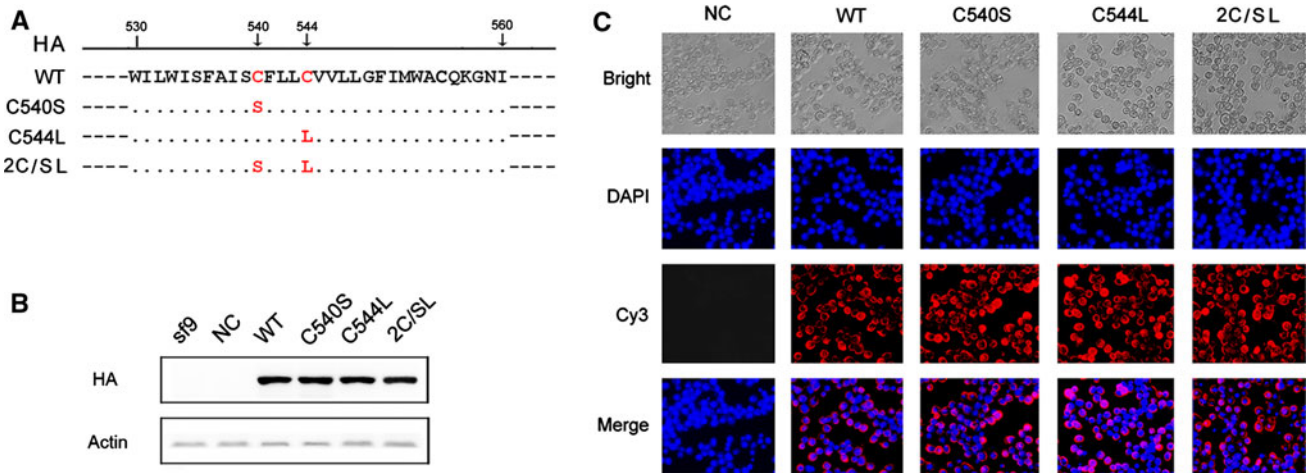 A
530 540 544 560
HA
WT ---- WILWISFAISCFLLCVVLLGFIMWACQKGNI ----
C540S ---- ..........S.................... ----
C544L ---- ..............L................ ----
2C/SL ---- ..........S...L................ ----
B
sf9 NC WT C540S C544L 2C/SL
HA
Actin
C
NC WT C540S C544L 2C/SL
Bright
DAPI
Cy3
Merge